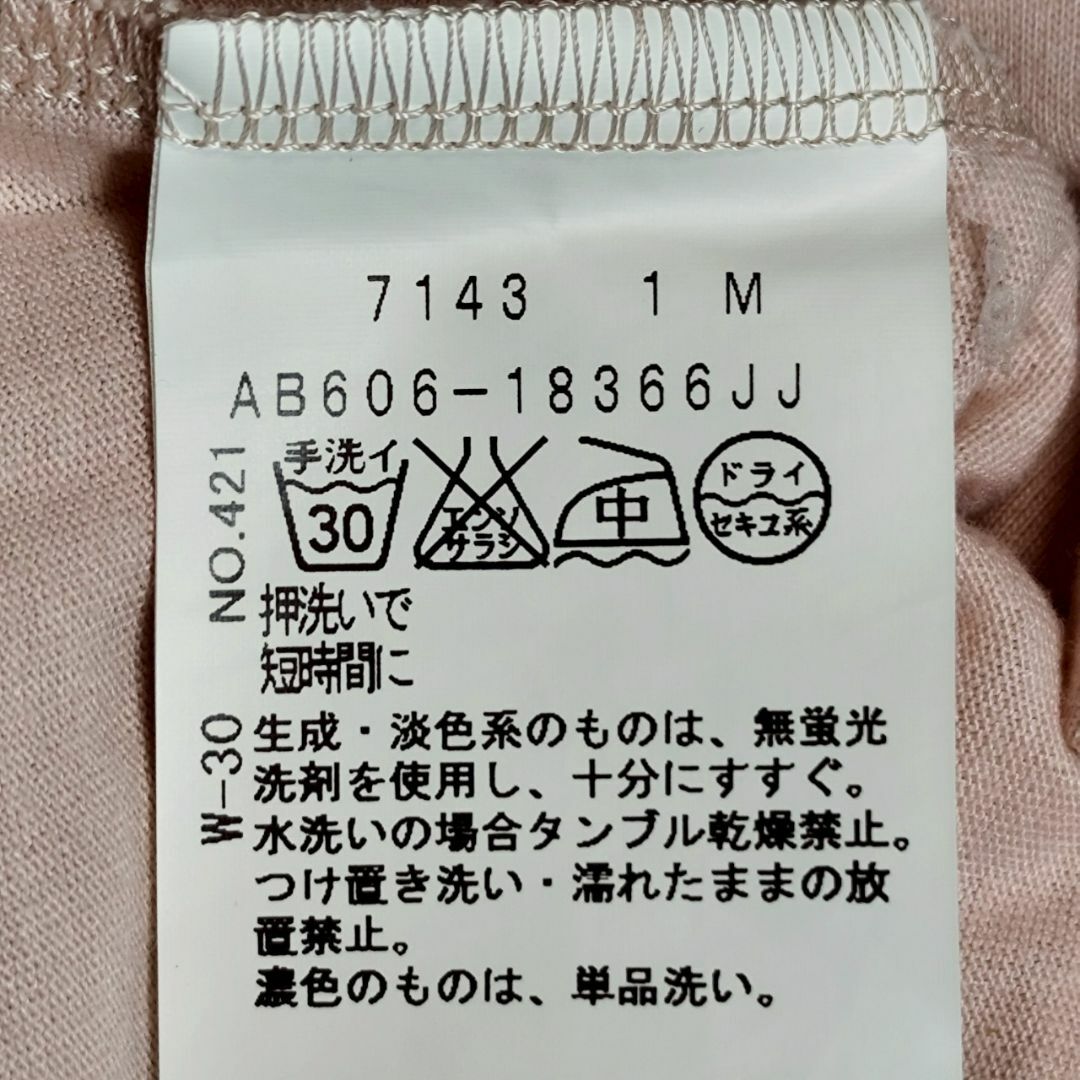 7143 1 M
AB606-18366JJ
手洗イ
30
エンソ
サラシ
中
ドライ
セキユ系
NO.421
押洗いで
短時間に
W-30
生成・淡色系のものは、無蛍光
洗剤を使用し、十分にすすぐ。
水洗いの場合タンブル乾燥禁止。
つけ置き洗い・濡れたままの放
置禁止。
濃色のものは、単品洗い。